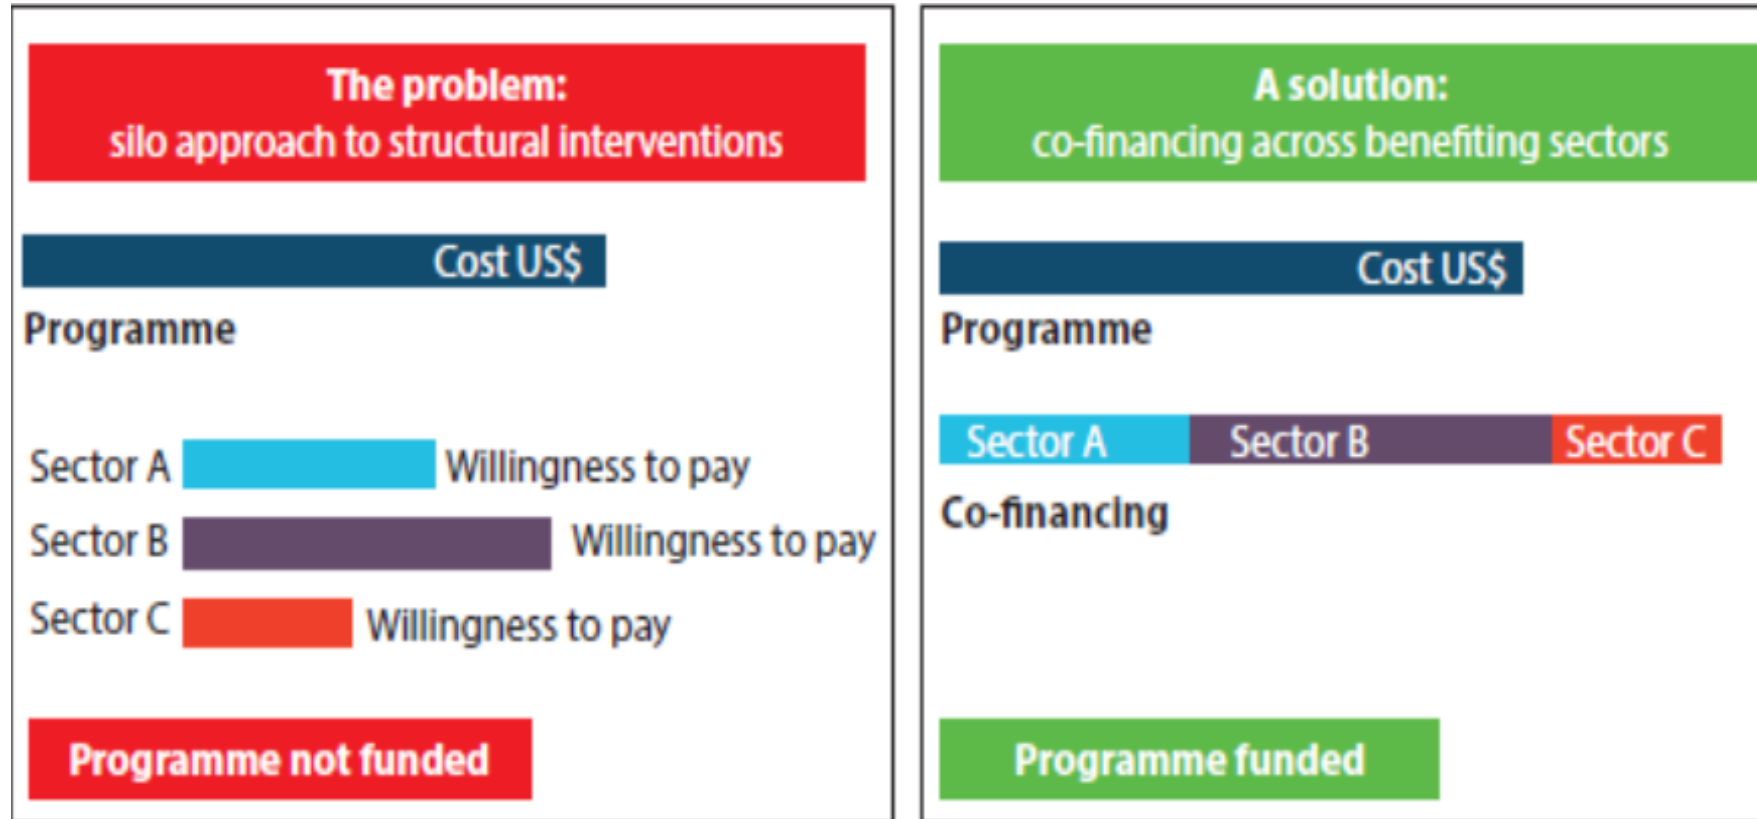 The problem:
silo approach to structural interventions
Cost US$
Programme
Sector A Willingness to pay
Sector B Willingness to pay
Sector C Willingness to pay
Programme not funded
A solution:
co-financing across benefiting sectors
Cost US$
Programme
Sector A Sector B Sector C
Co-financing
Programme funded